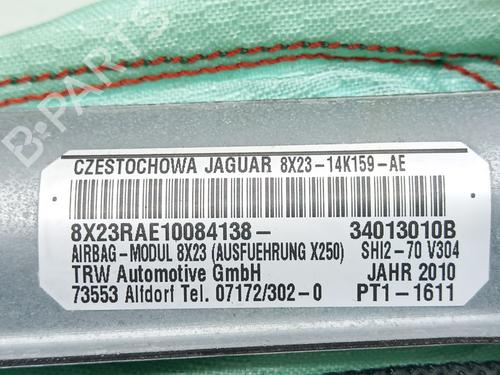 CZESTOCHOWA JAGUAR 8X23-14K159-AE
8X23RAE10084138- 34013010B
AIRBAG-MODUL 8X23 (AUSFUEHRUNG X250) SHI2-70 V304
TRW Automotive GmbH JAHR 2010
73553 Alfdorf Tel. 07172/302-0 PT1-1611
B-PARTS